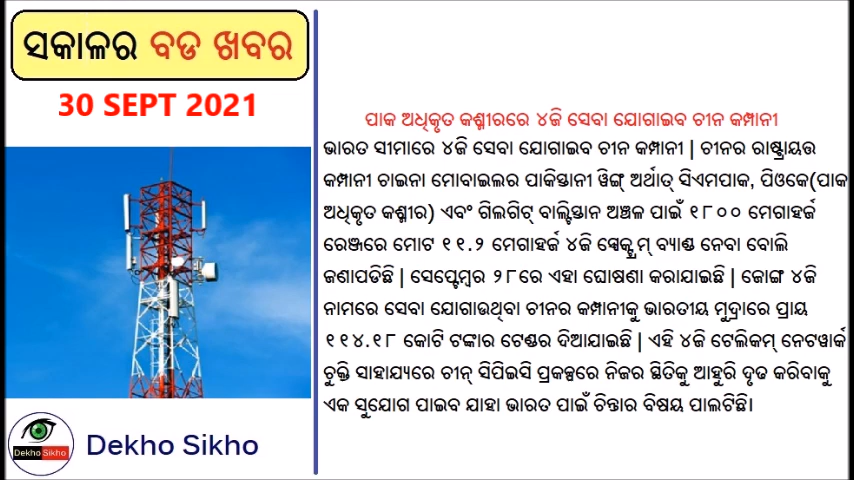 ସକାଳର ବଡ ଖବର
30 SEPT 2021
ପାକ ଅଧିକୃତ କଶ୍ମୀରରେ ୪ଜି ସେବା ଯୋଗାଇବ ଚୀନ କମ୍ପାନୀ
ଭାରତ ସୀମାରେ ୪ଜି ସେବା ଯୋଗାଇବ ଚୀନ କମ୍ପାନୀ | ଚୀନର ରାଷ୍ଟ୍ରାୟତ୍ତ
କମ୍ପାନୀ ଚାଇନା ମୋବାଇଲର ପାକିସ୍ତାନୀ ୱିଙ୍ଗ୍ ଅର୍ଥାତ୍ ସିଏମପାକ, ପିଓକେ(ପାକ
ଅଧିକୃତ କଶ୍ମୀର) ଏବଂ ଗିଲଗିଟ୍ ବାଲ୍ଟିସ୍ତାନ ଅଞ୍ଚଳ ପାଇଁ ୧୮୦୦ ମେଗାହର୍ଜ
ରେଞ୍ଜରେ ମୋଟ ୧୧.୨ ମେଗାହର୍ଜ ୪ଜି ସ୍ପେକ୍ଟ୍ରମ୍ ବ୍ୟାଣ୍ଡ ନେବା ବୋଲି
ଜଣାପଡିଛି | ସେପ୍ଟେମ୍ବର ୨୮ରେ ଏହା ଘୋଷଣା କରାଯାଇଛି | ଜୋଙ୍ଗ ୪ଜି
ନାମରେ ସେବା ଯୋଗାଉଥିବା ଚୀନର କମ୍ପାନୀକୁ ଭାରତୀୟ ମୁଦ୍ରାରେ ପ୍ରାୟ
୧୧୪.୧୮ କୋଟି ଟଙ୍କାର ଟେଣ୍ଡର ଦିଆଯାଇଛି | ଏହି ୪ଜି ଟେଲିକମ୍ ନେଟୱାର୍କ
ଚୁକ୍ତି ସାହାଯ୍ୟରେ ଚୀନ୍ ସିପିଇସି ପ୍ରକଳ୍ପରେ ନିଜର ସ୍ଥିତିକୁ ଆହୁରି ଦୃଢ କରିବାକୁ
ଏକ ସୁଯୋଗ ପାଇବ ଯାହା ଭାରତ ପାଇଁ ଚିନ୍ତାର ବିଷୟ ପାଲଟିଛି।
Dekho Sikho
Dekho Sikho